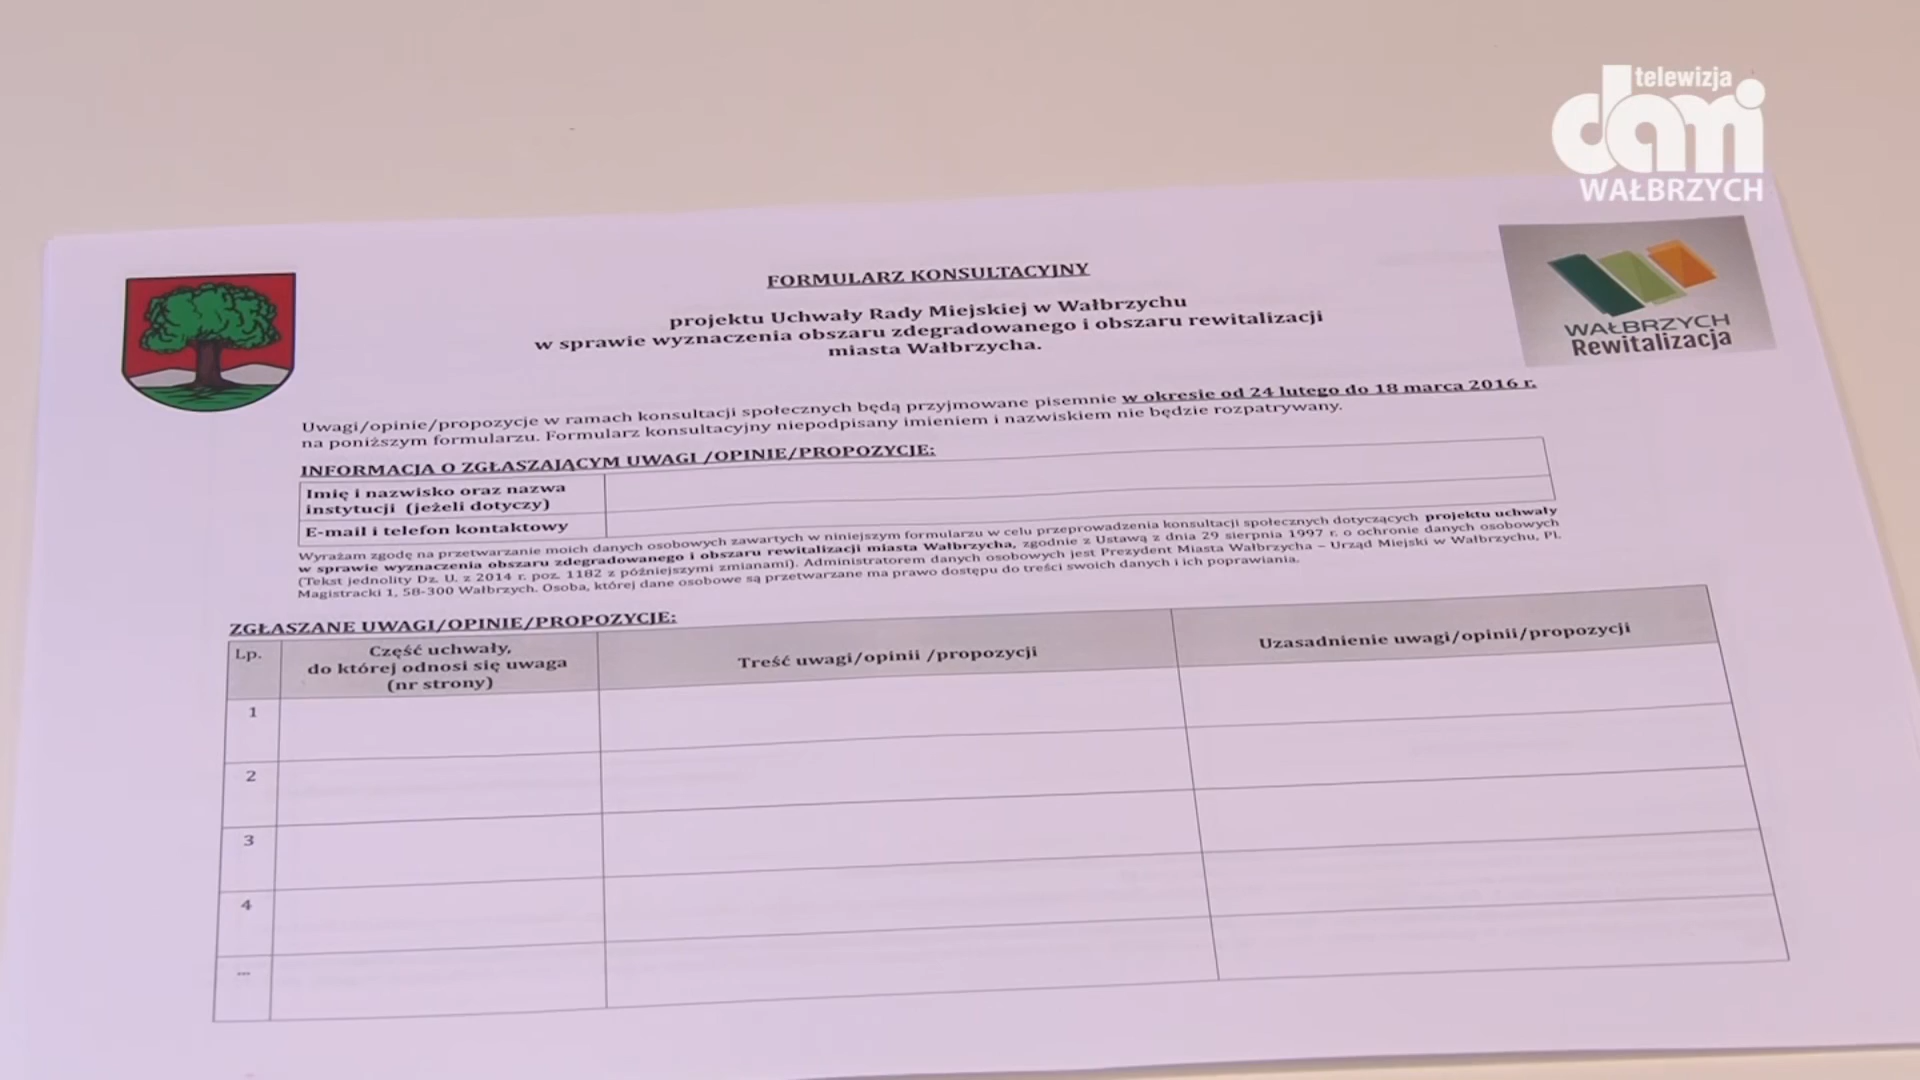 telewizja
dami
WAŁBRZYCH
WAŁBRZYCH
Rewitalizacja
FORMULARZ KONSULTACYJNY
projektu Uchwały Rady Miejskiej w Wałbrzychu
w sprawie wyznaczenia obszaru zdegradowanego i obszaru rewitalizacji
miasta Wałbrzycha.
Uwagi/opinie/propozycje w ramach konsultacji społecznych będą przyjmowane pisemnie w okresie od 24 lutego do 18 marca 2016 r.
na poniższym formularzu. Formularz konsultacyjny niepodpisany imieniem i nazwiskiem nie będzie rozpatrywany.
INFORMACJA O ZGŁASZAJĄCYM UWAGI /OPINIE/PROPOZYCJE:
Imię i nazwisko oraz nazwa
instytucji (jeżeli dotyczy)
E-mail i telefon kontaktowy
Wyrażam zgodę na przetwarzanie moich danych osobowych zawartych w niniejszym formularzu w celu przeprowadzenia konsultacji społecznych dotyczących projektu uchwały
w sprawie wyznaczenia obszaru zdegradowanego i obszaru rewitalizacji miasta Wałbrzycha, zgodnie z Ustawą z dnia 29 sierpnia 1997 r. o ochronie danych osobowych
(Tekst jednolity Dz. U. z 2014 r. poz. 1182 z późniejszymi zmianami). Administratorem danych osobowych jest Prezydent Miasta Wałbrzycha – Urząd Miejski w Wałbrzychu, Pl.
Magistracki 1, 58-300 Wałbrzych. Osoba, której dane osobowe są przetwarzane ma prawo dostępu do treści swoich danych i ich poprawiania.
ZGŁASZANE UWAGI/OPINIE/PROPOZYCJE:
Lp.
Część uchwały,
do której odnosi się uwaga
(nr strony)
Treść uwagi/opinii /propozycji
Uzasadnienie uwagi/opinii/propozycji
1
2
3
4
...